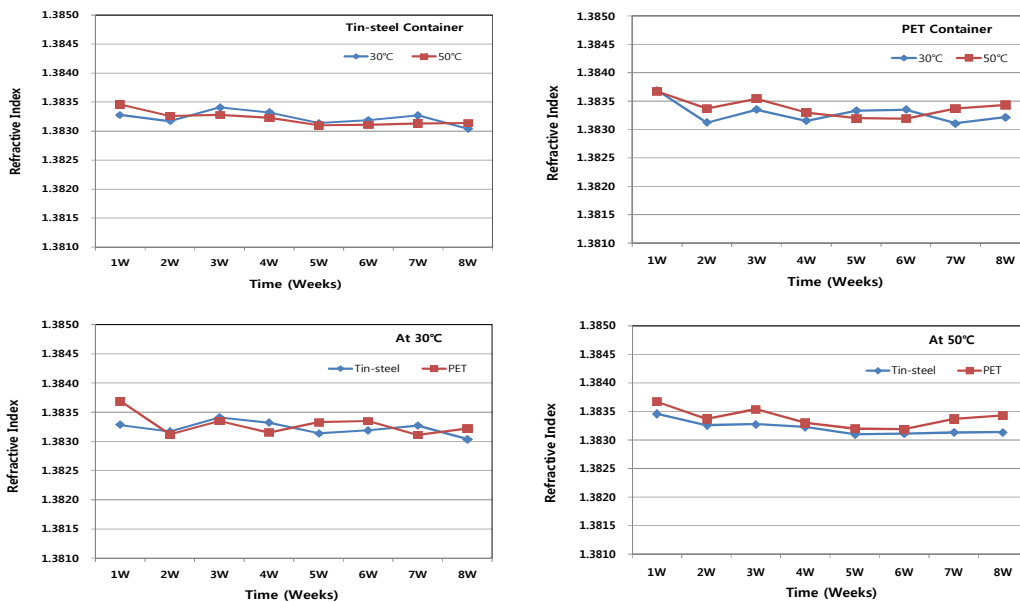 Tin-steel Container
30℃ 50℃
Refractive Index
1.3850
1.3845
1.3840
1.3835
1.3830
1.3825
1.3820
1.3815
1.3810
1W 2W 3W 4W 5W 6W 7W 8W
Time (Weeks)
PET Container
30℃ 50℃
Refractive Index
1.3850
1.3845
1.3840
1.3835
1.3830
1.3825
1.3820
1.3815
1.3810
1W 2W 3W 4W 5W 6W 7W 8W
Time (Weeks)
At 30℃
Tin-steel PET
Refractive Index
1.3850
1.3845
1.3840
1.3835
1.3830
1.3825
1.3820
1.3815
1.3810
1W 2W 3W 4W 5W 6W 7W 8W
Time (Weeks)
At 50℃
Tin-steel PET
Refractive Index
1.3850
1.3845
1.3840
1.3835
1.3830
1.3825
1.3820
1.3815
1.3810
1W 2W 3W 4W 5W 6W 7W 8W
Time (Weeks)